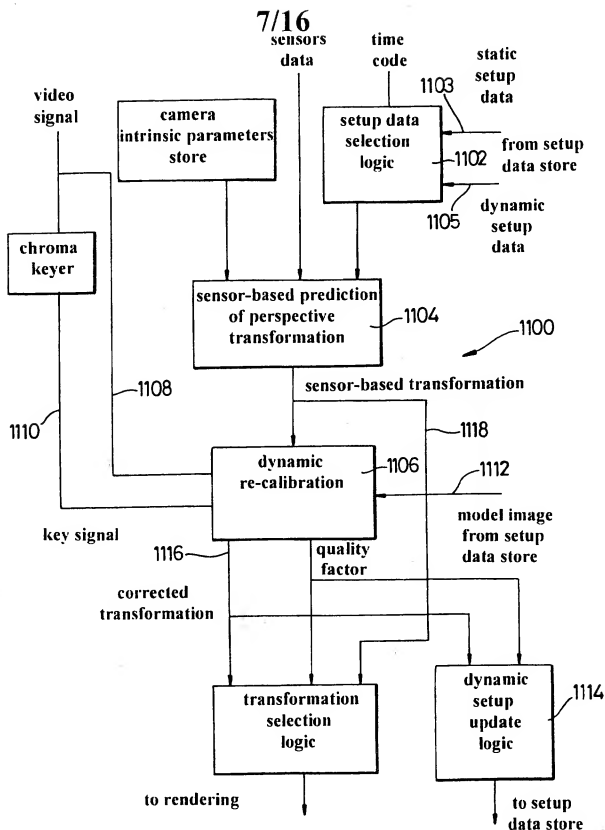 7/16
sensors
data
time
code
static
setup
data
1103
video
signal
camera
intrinsic parameters
store
setup data
selection
logic
1102
from setup
data store
1105
dynamic
setup
data
chroma
keyer
sensor-based prediction
of perspective
transformation
1104
1100
sensor-based transformation
1110
1108
1118
dynamic
re-calibration
1106
1112
key signal
1116
quality
factor
model image
from setup
data store
corrected
transformation
transformation
selection
logic
dynamic
setup
update
logic
1114
to rendering
to setup
data store